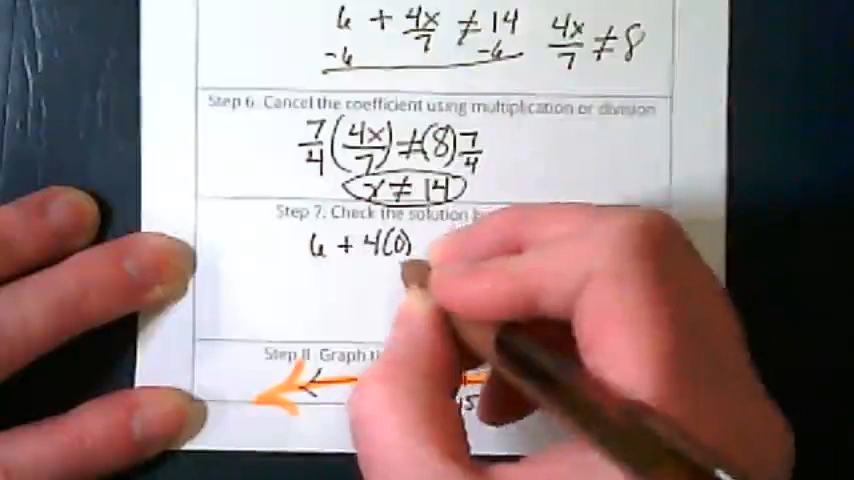 6 + 4x/7 ≠ 14 4x/7 ≠ 8
-6 -6
Step 6. Cancel the coefficient using multiplication or division
7/4 (4x/7) ≠ (8) 7/4
x ≠ 14
Step 7. Check the solution
6 + 4(0)
Step 8. Graph
15